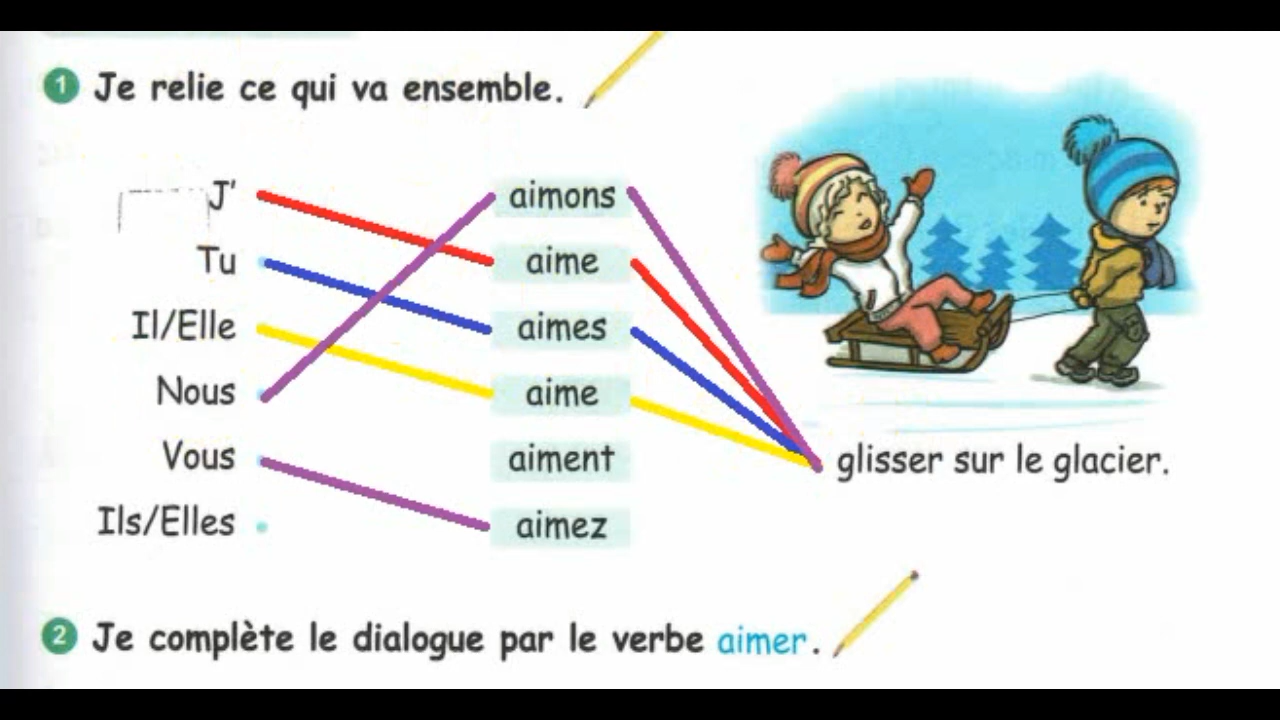 1 Je relie ce qui va ensemble.
J' aimons
Tu aime
Il/Elle aimes
Nous aime
Vous aiment glisser sur le glacier.
Ils/Elles aimez
2 Je complète le dialogue par le verbe aimer.